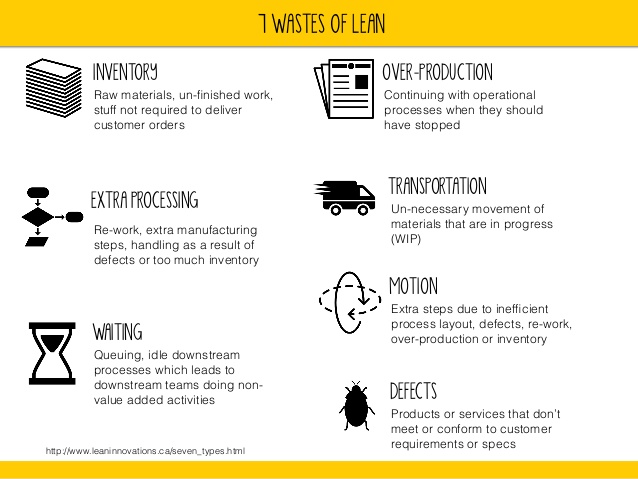 7 WASTES OF LEAN
INVENTORY
Raw materials, un-finished work,
stuff not required to deliver
customer orders
EXTRA PROCESSING
Re-work, extra manufacturing
steps, handling as a result of
defects or too much inventory
WAITING
Queuing, idle downstream
processes which leads to
downstream teams doing non-
value added activities
http://www.leaninnovations.ca/seven_types.html
OVER-PRODUCTION
Continuing with operational
processes when they should
have stopped
TRANSPORTATION
Un-necessary movement of
materials that are in progress
(WIP)
MOTION
Extra steps due to inefficient
process layout, defects, re-work,
over-production or inventory
DEFECTS
Products or services that don't
meet or conform to customer
requirements or specs